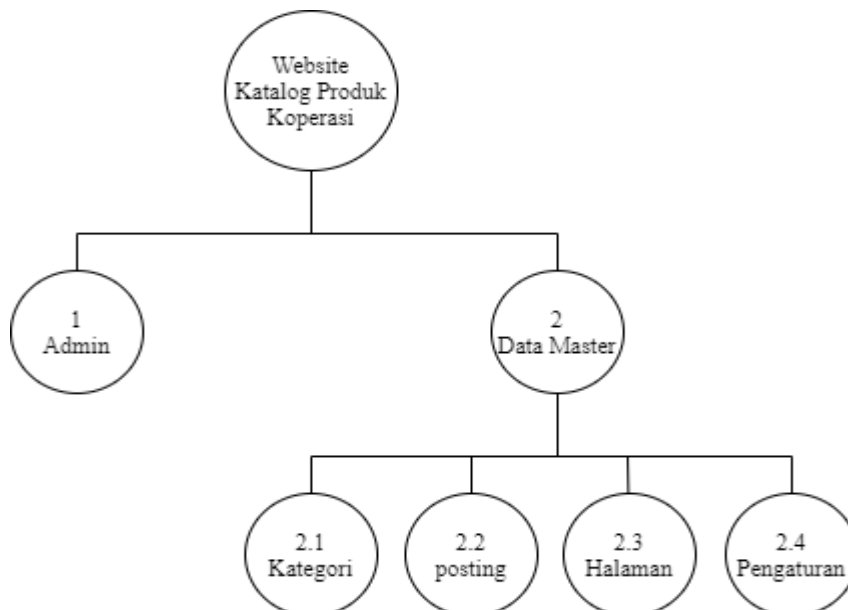 Website
Katalog Produk
Koperasi
1
Admin
2
Data Master
2.1
Kategori
2.2
posting
2.3
Halaman
2.4
Pengaturan